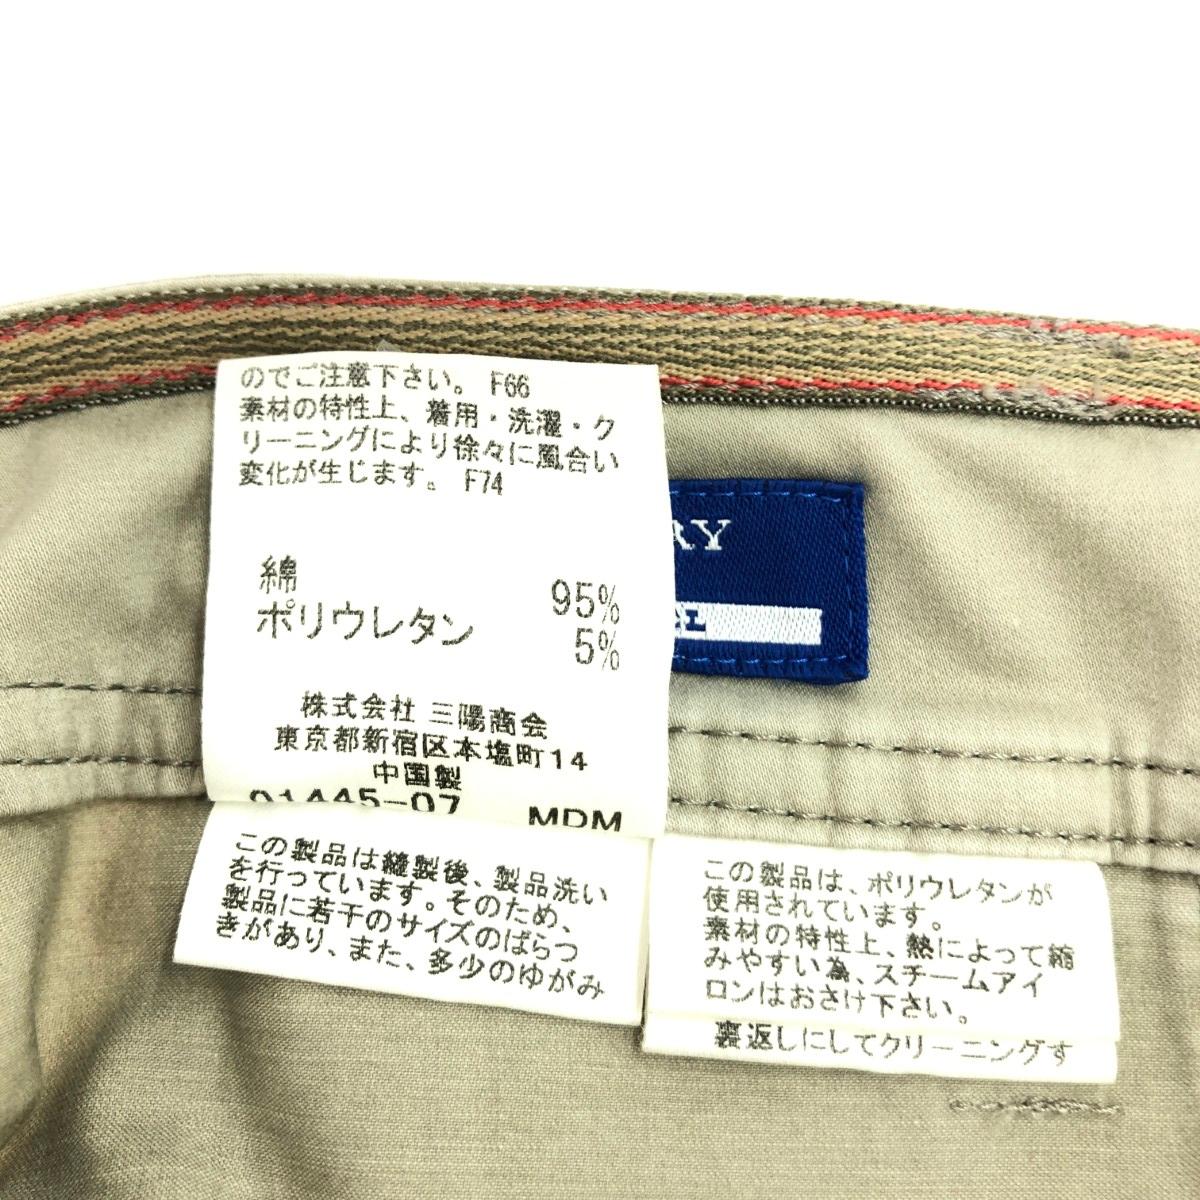 のでご注意下さい。 F66
素材の特性上、着用・洗濯・ク
リーニングにより徐々に風合い
変化が生じます。 F74
綿 95%
ポリウレタン 5%
株式会社 三陽商会
東京都新宿区本塩町14
中国製
01445-07 MDM
RY
EL
この製品は縫製後、製品洗い
を行っています。そのため、
製品に若干のサイズのばらつ
きがあり、また、多少のゆがみ
この製品は、ポリウレタンが
使用されています。
素材の特性上、熱によって縮
みやすい為、スチームアイ
ロンはおさけ下さい。
裏返しにしてクリーニングす